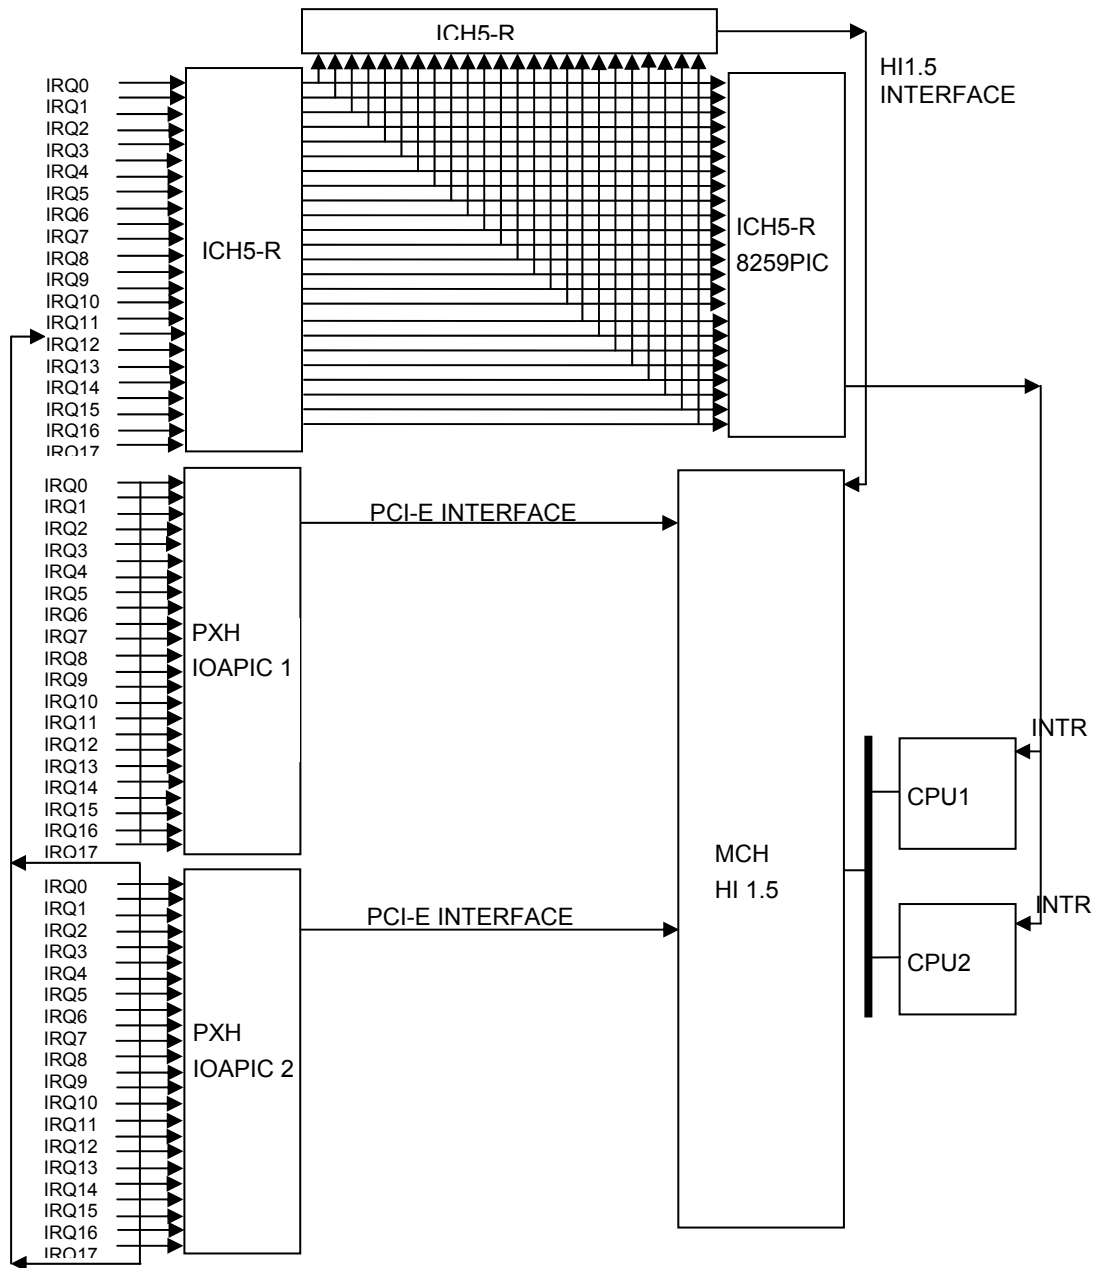 ICH5-R
HI1.5
INTERFACE
IRQ0
IRQ1
IRQ2
IRQ3
IRQ4
IRQ5
IRQ6
IRQ7
IRQ8
IRQ9
IRQ10
IRQ11
IRQ12
IRQ13
IRQ14
IRQ15
IRQ16
IRQ17
ICH5-R
ICH5-R
8259PIC
IRQ0
IRQ1
IRQ2
IRQ3
IRQ4
IRQ5
IRQ6
IRQ7
IRQ8
IRQ9
IRQ10
IRQ11
IRQ12
IRQ13
IRQ14
IRQ15
IRQ16
IRQ17
PXH
IOAPIC 1
PCI-E INTERFACE
INTR
CPU1
MCH
HI 1.5
INTR
CPU2
IRQ0
IRQ1
IRQ2
IRQ3
IRQ4
IRQ5
IRQ6
IRQ7
IRQ8
IRQ9
IRQ10
IRQ11
IRQ12
IRQ13
IRQ14
IRQ15
IRQ16
IRQ17
PXH
IOAPIC 2
PCI-E INTERFACE